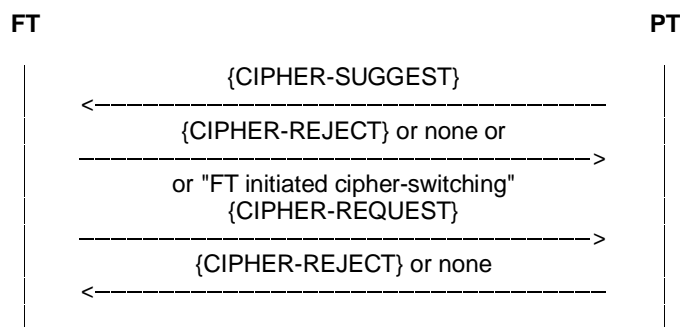 FT PT
{CIPHER-SUGGEST}
{CIPHER-REJECT} or none or
or "FT initiated cipher-switching"
{CIPHER-REQUEST}
{CIPHER-REJECT} or none